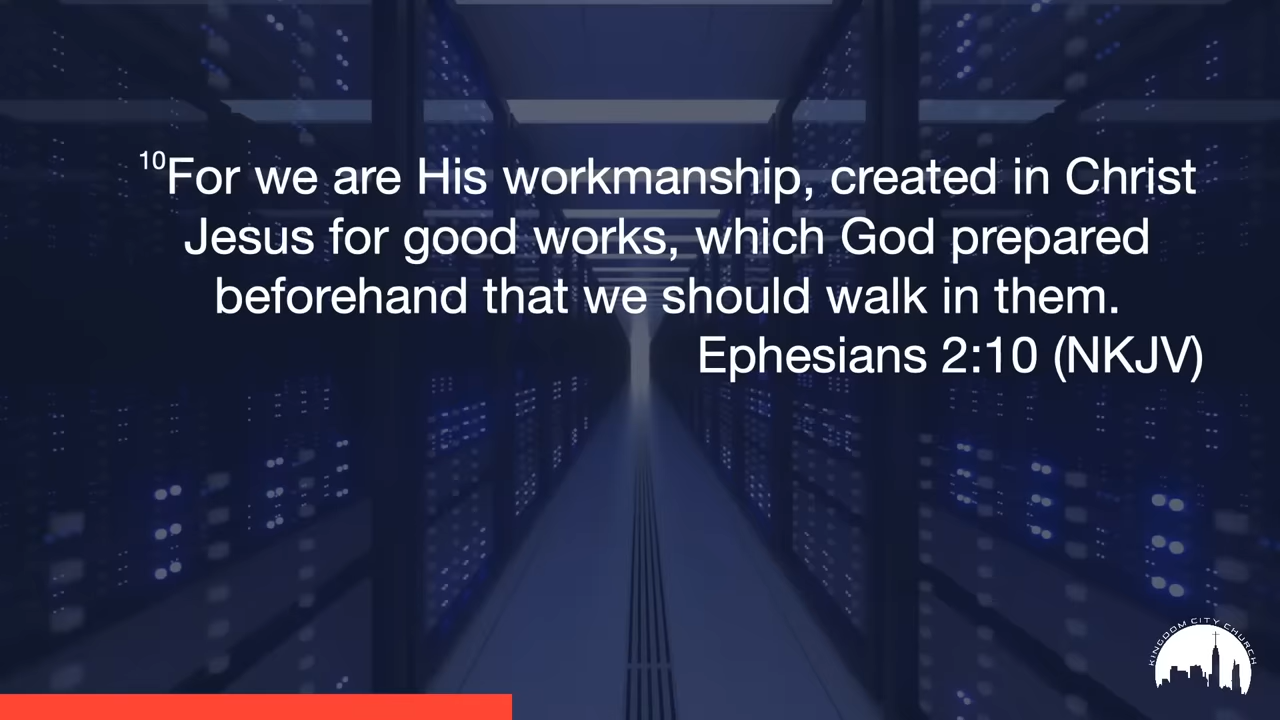 10For we are His workmanship, created in Christ
Jesus for good works, which God prepared
beforehand that we should walk in them.
Ephesians 2:10 (NKJV)
KINGDOM CITY CHURCH